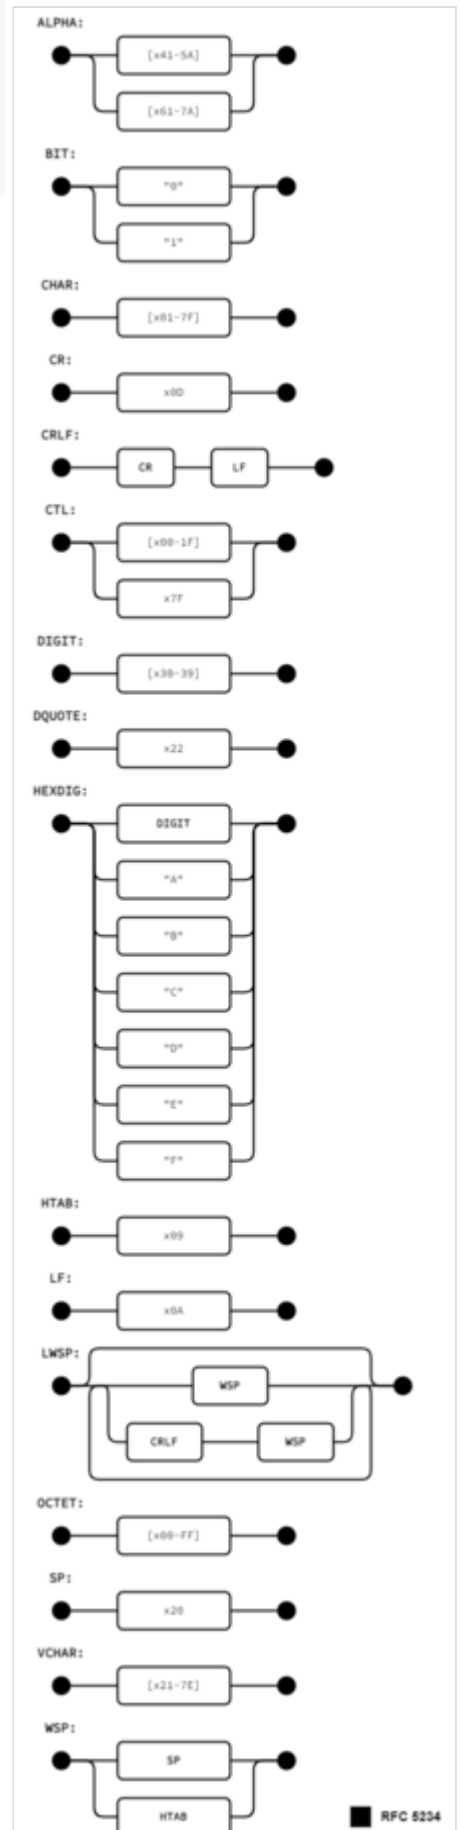 ALPHA:
[x41-5A]
[x61-7A]
BIT:
"0"
"1"
CHAR:
[x01-7F]
CR:
x0D
CRLF:
CR LF
CTL:
[x00-1F]
x7F
DIGIT:
[x30-39]
DQUOTE:
x22
HEXDIG:
DIGIT
"A"
"B"
"C"
"D"
"E"
"F"
HTAB:
x09
LF:
x0A
LWSP:
WSP
CRLF WSP
OCTET:
[x00-FF]
SP:
x20
VCHAR:
[x21-7E]
WSP:
SP
HTAB
RFC 5234